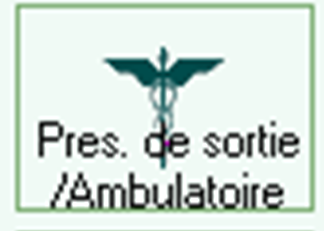 Pres. de sortie
/Ambulatoire